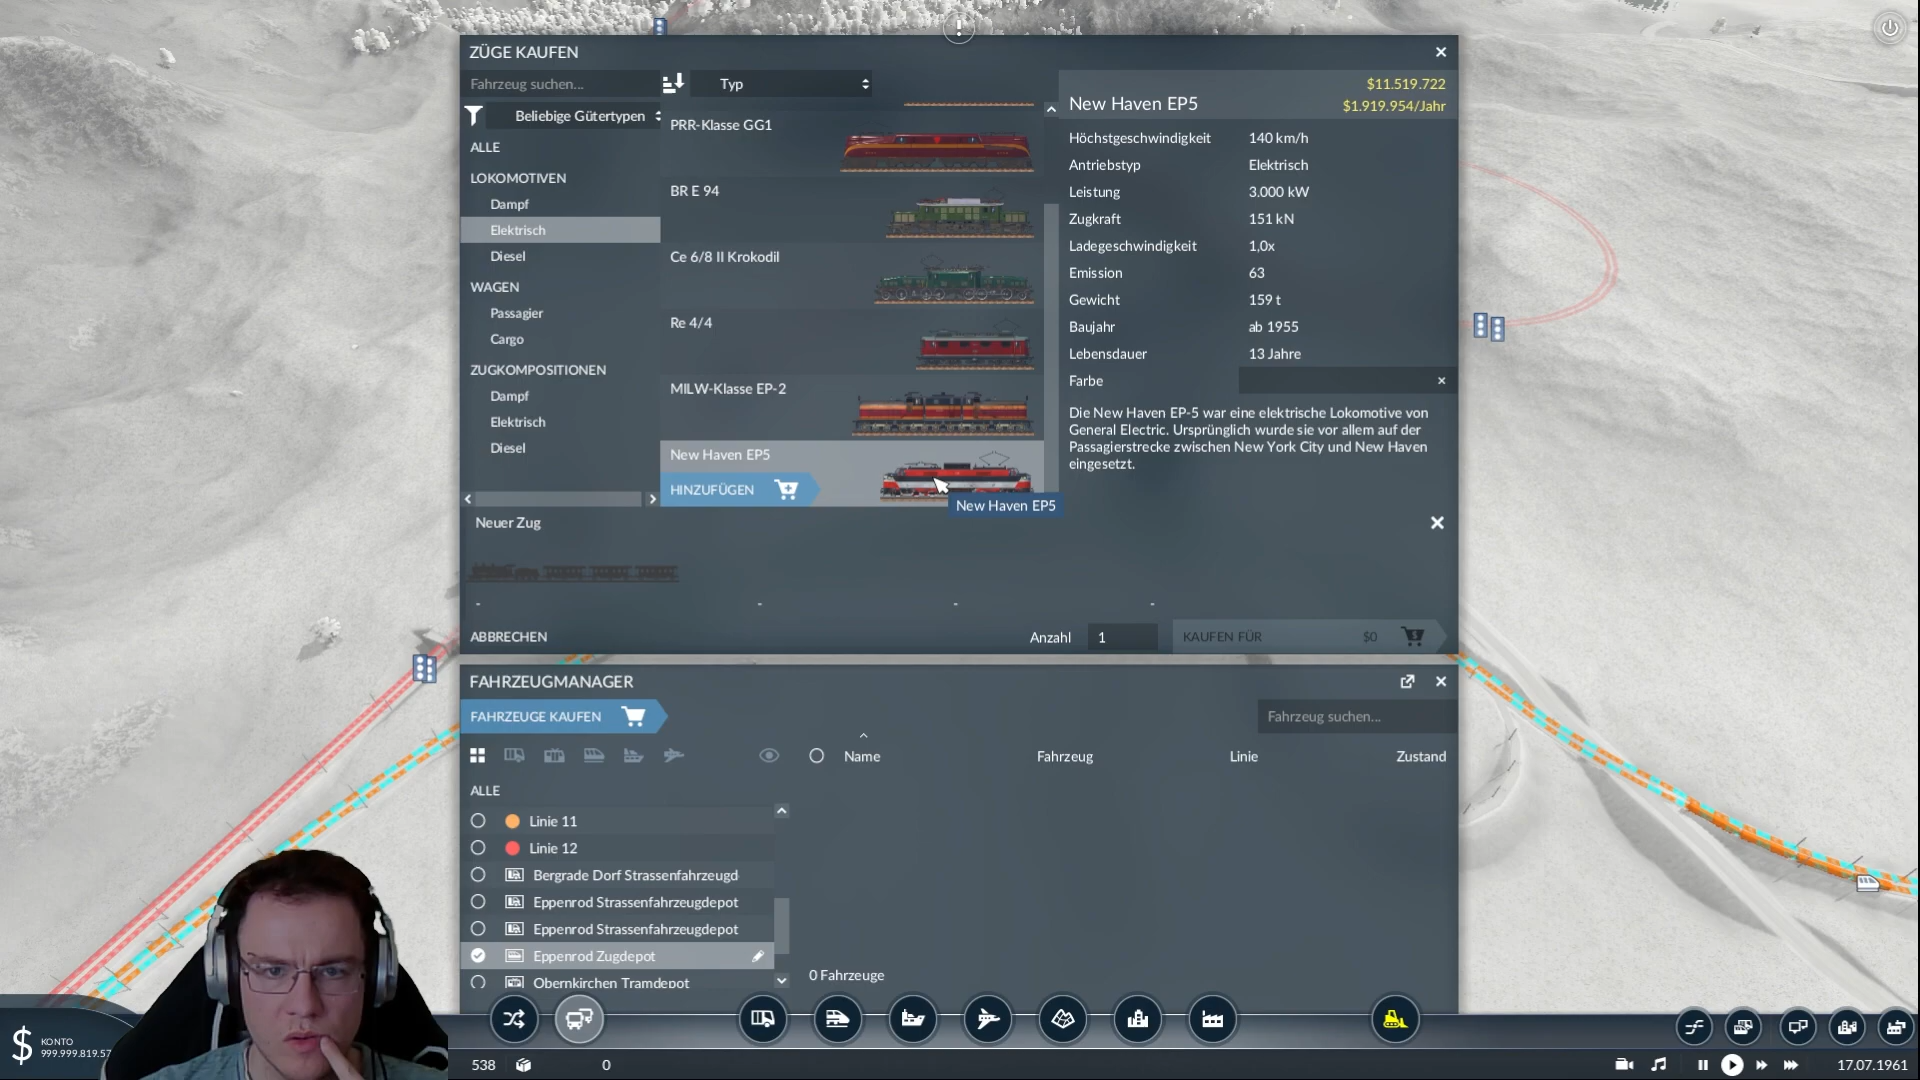 ZÜGE KAUFEN
Fahrzeug suchen...
Typ
Beliebige Gütertypen
ALLE
LOKOMOTIVEN
Dampf
Elektrisch
Diesel
WAGEN
Passagier
Cargo
ZUGKOMPOSITIONEN
Dampf
Elektrisch
Diesel
PRR-Klasse GG1
BR E 94
Ce 6/8 II Krokodil
Re 4/4
MILW-Klasse EP-2
New Haven EP5
HINZUFÜGEN
New Haven EP5
$11.519.722
New Haven EP5
$1.919.954/Jahr
Höchstgeschwindigkeit 140 km/h
Antriebstyp Elektrisch
Leistung 3.000 kW
Zugkraft 151 kN
Ladegeschwindigkeit 1,0x
Emission 63
Gewicht 159 t
Baujahr ab 1955
Lebensdauer 13 Jahre
Farbe
Die New Haven EP-5 war eine elektrische Lokomotive von
General Electric. Ursprünglich wurde sie vor allem auf der
Passagierstrecke zwischen New York City und New Haven
eingesetzt.
Neuer Zug
- - - -
ABBRECHEN
Anzahl 1
KAUFEN FÜR $0
FAHRZEUGMANAGER
FAHRZEUGE KAUFEN
Fahrzeug suchen...
Name Fahrzeug Linie Zustand
ALLE
Linie 11
Linie 12
Bergrade Dorf Strassenfahrzeugd
Eppenrod Strassenfahrzeugdepot
Eppenrod Strassenfahrzeugdepot
Eppenrod Zugdepot
Obernkirchen Tramdepot
0 Fahrzeuge
$ KONTO
999.999.819.57
538
0
17.07.1961